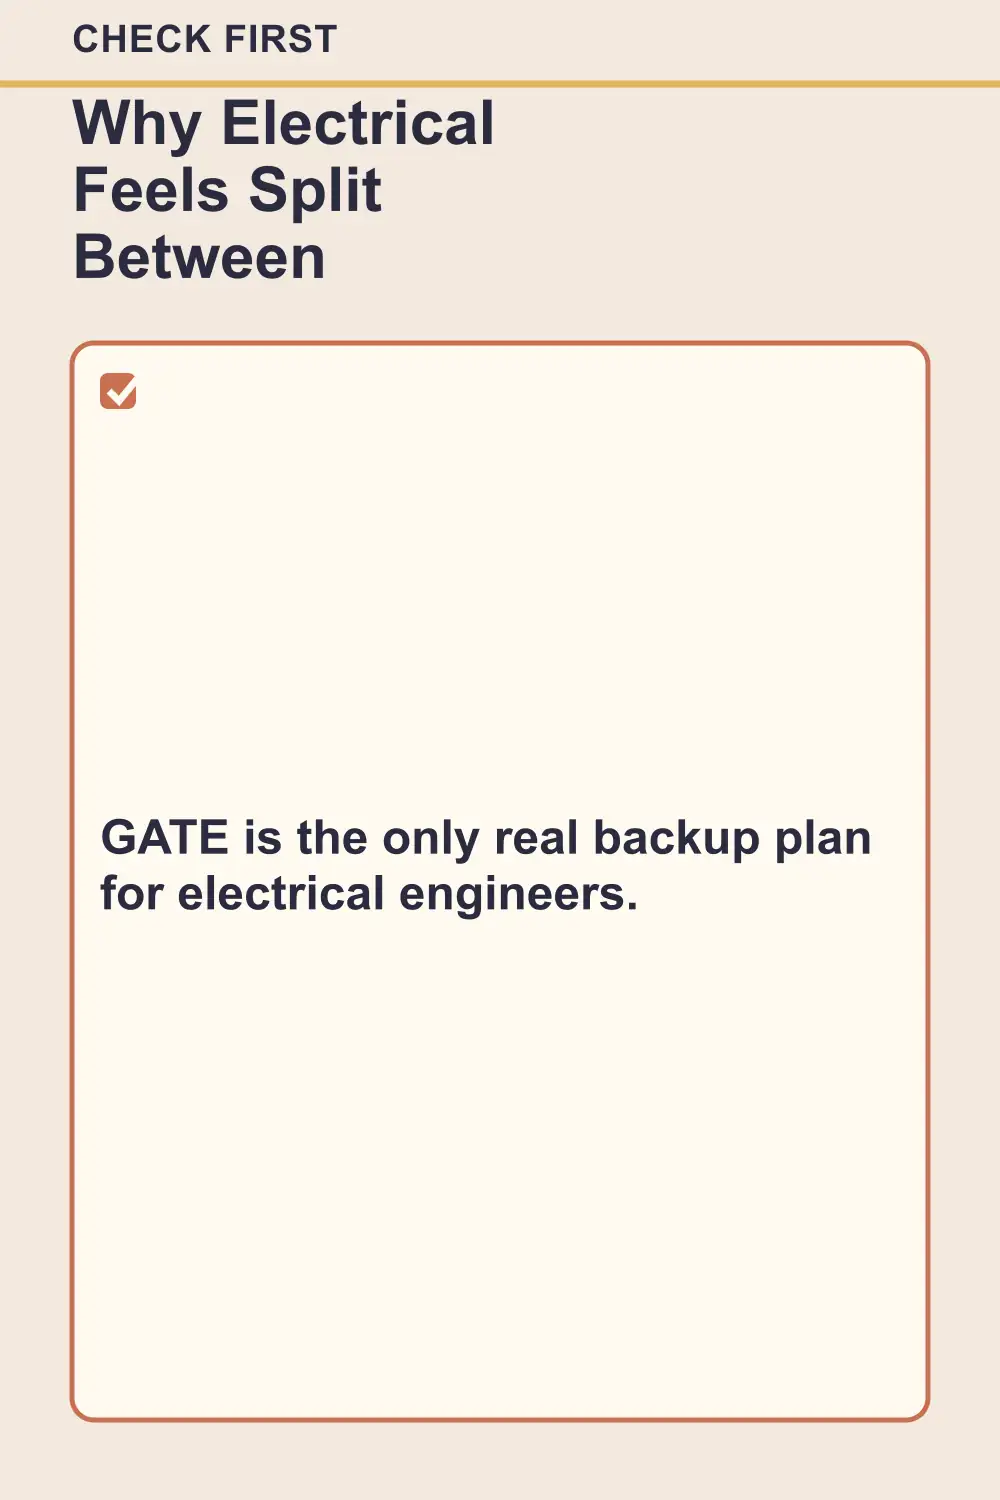 CHECK FIRST
Why Electrical
Feels Split
Between
GATE is the only real backup plan
for electrical engineers.